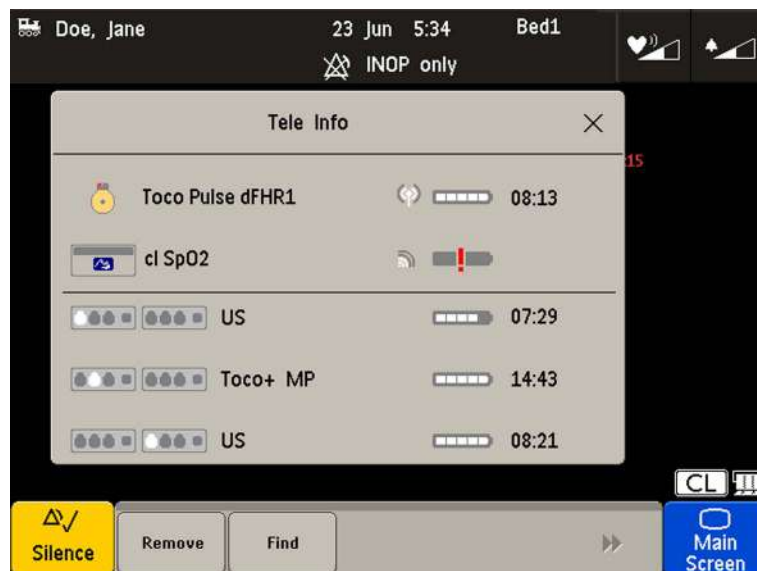 Doe, Jane 23 Jun 5:34 Bed1
INOP only
Tele Info
:15
Toco Pulse dFHR1 08:13
cl SpO2
US 07:29
Toco+ MP 14:43
US 08:21
CL
Silence
Remove
Find
Main
Screen